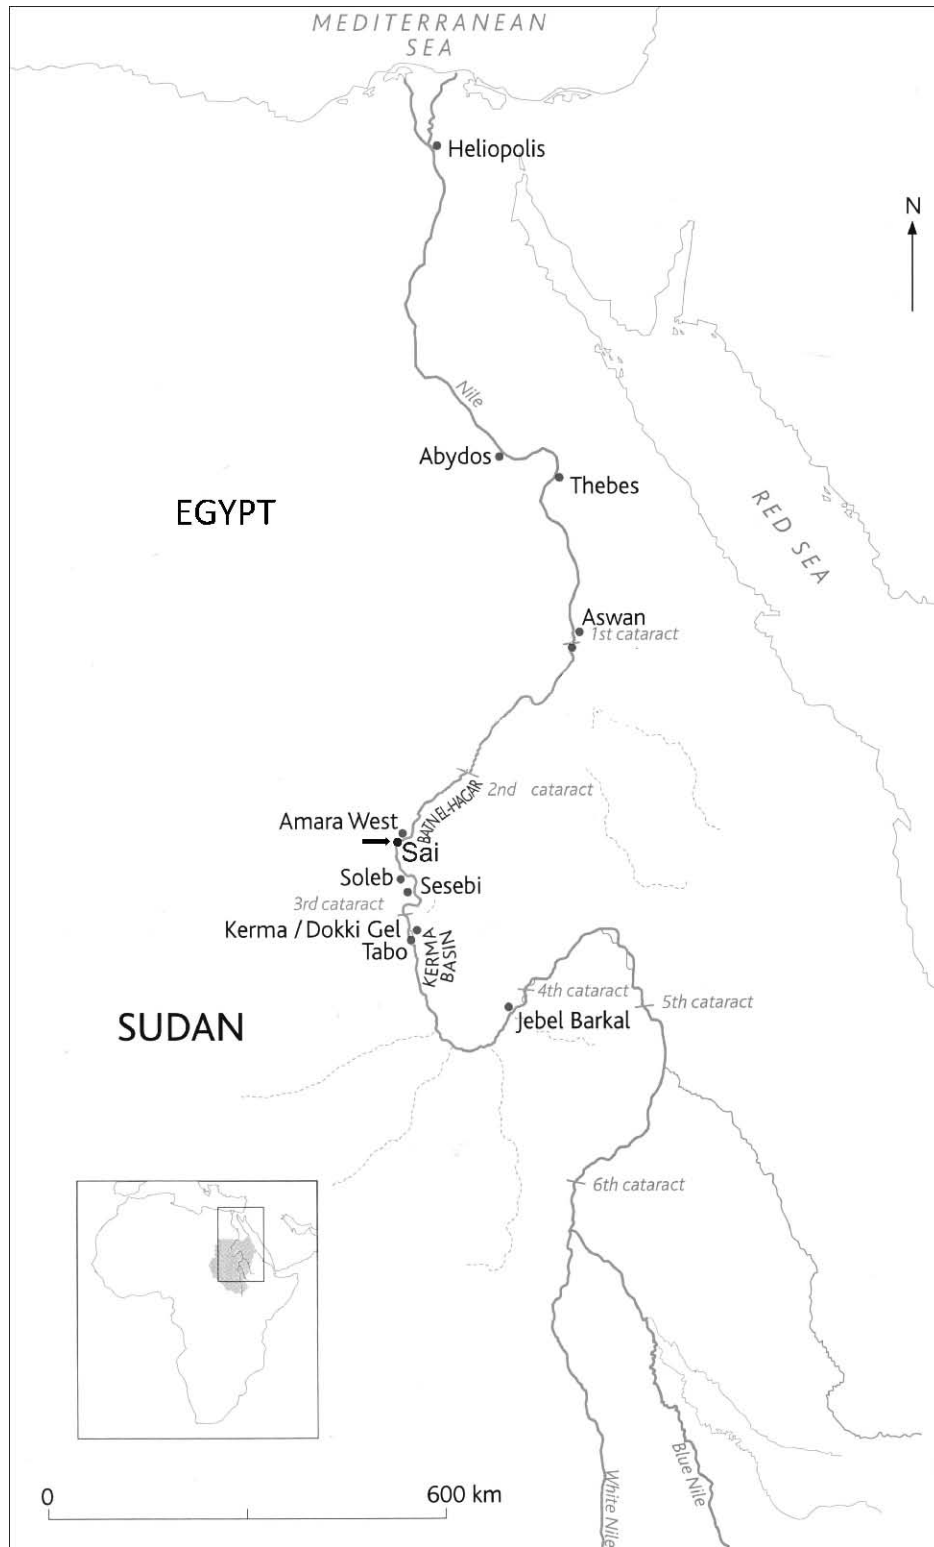 MEDITERRANEAN
SEA
Heliopolis
N
Nile
Abydos
Thebes
EGYPT
RED SEA
Aswan
1st cataract
2nd cataract
BATN EL-HAGAR
Amara West
Sai
Soleb
Sesebi
3rd cataract
Kerma / Dokki Gel
Tabo
KERMA
BASIN
4th cataract
5th cataract
Jebel Barkal
SUDAN
6th cataract
White Nile
Blue Nile
0
600 km